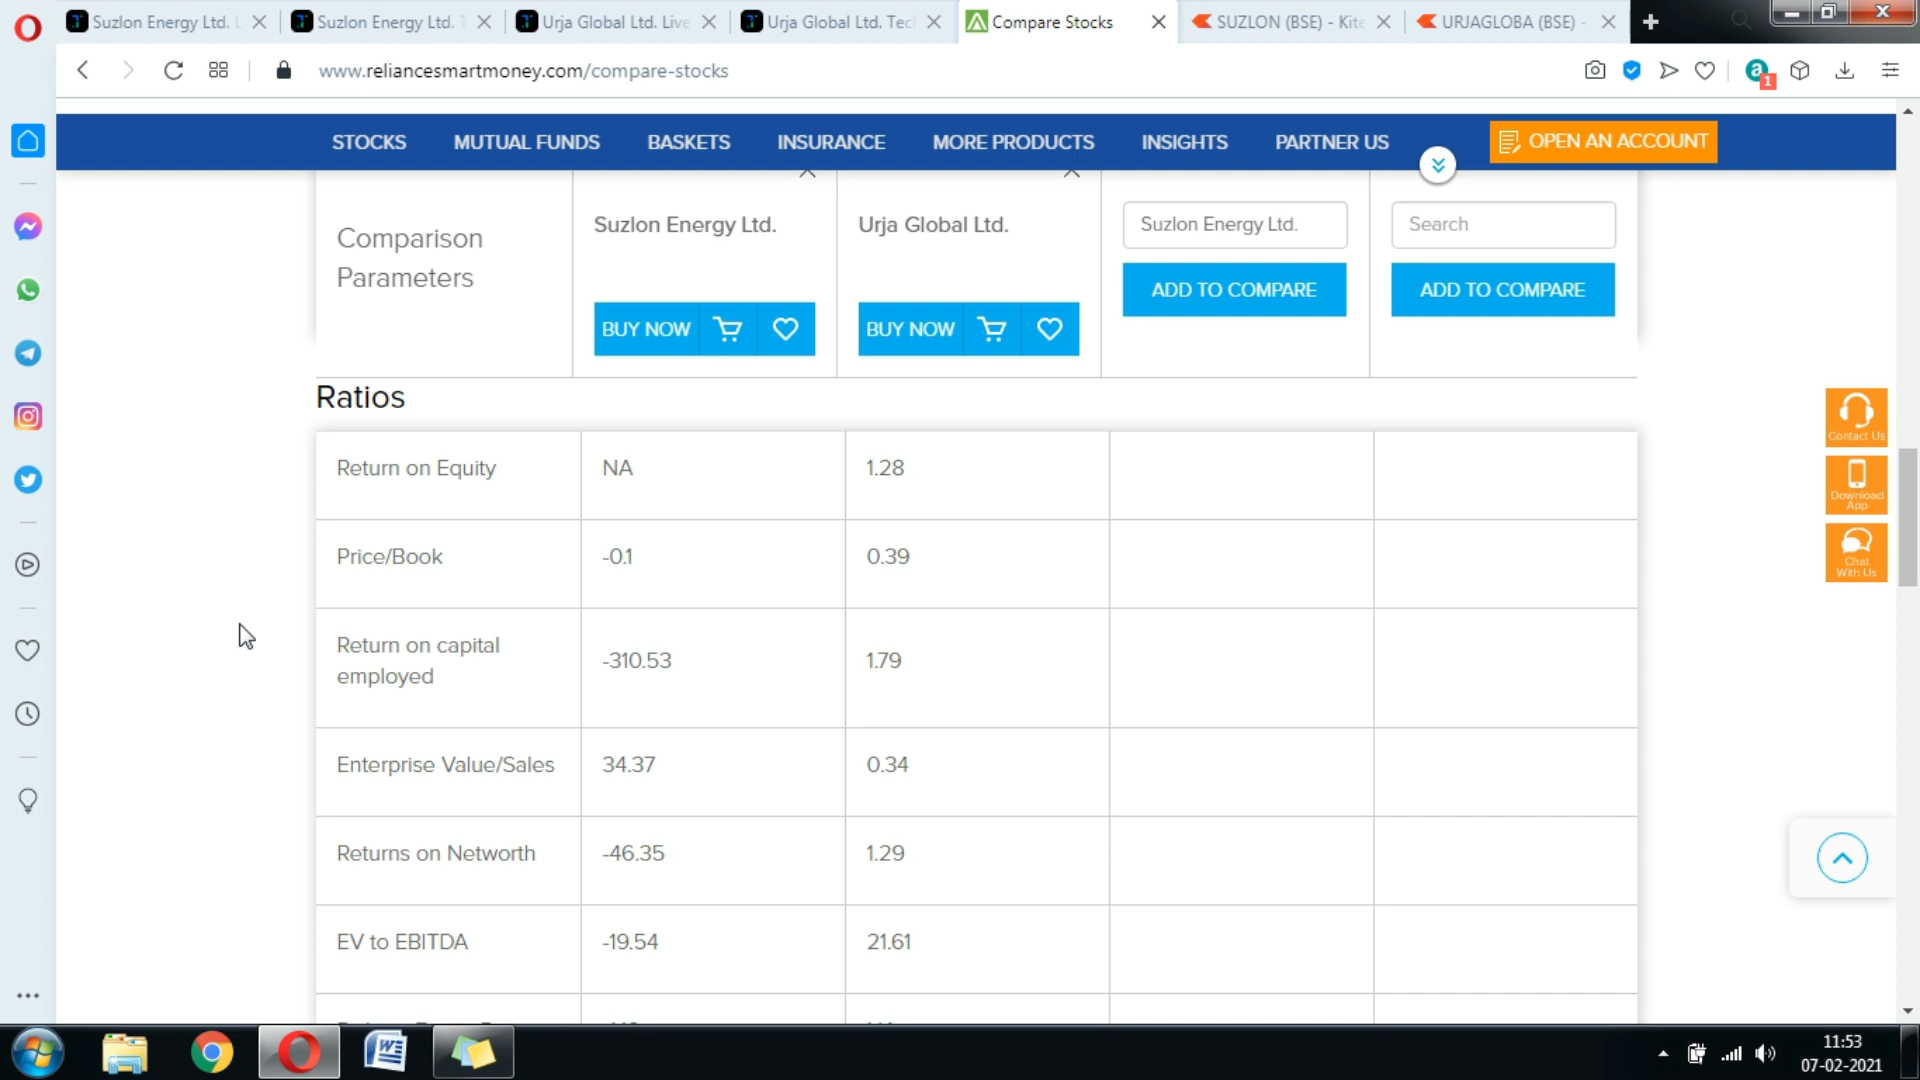 Suzlon Energy Ltd. L
Suzlon Energy Ltd. T
Urja Global Ltd. Live
Urja Global Ltd. Tec
Compare Stocks
SUZLON (BSE) - Kite
URJAGLOBA (BSE) -
www.reliancesmartmoney.com/compare-stocks
a
1
STOCKS
MUTUAL FUNDS
BASKETS
INSURANCE
MORE PRODUCTS
INSIGHTS
PARTNER US
OPEN AN ACCOUNT
Comparison
Parameters
Suzlon Energy Ltd.
Urja Global Ltd.
Suzlon Energy Ltd.
Search
BUY NOW
BUY NOW
ADD TO COMPARE
ADD TO COMPARE
Ratios
Return on Equity
NA
1.28
Price/Book
-0.1
0.39
Return on capital
employed
-310.53
1.79
Enterprise Value/Sales
34.37
0.34
Returns on Networth
-46.35
1.29
EV to EBITDA
-19.54
21.61
Contact Us
Download
App
Chat
With Us
11:53
07-02-2021